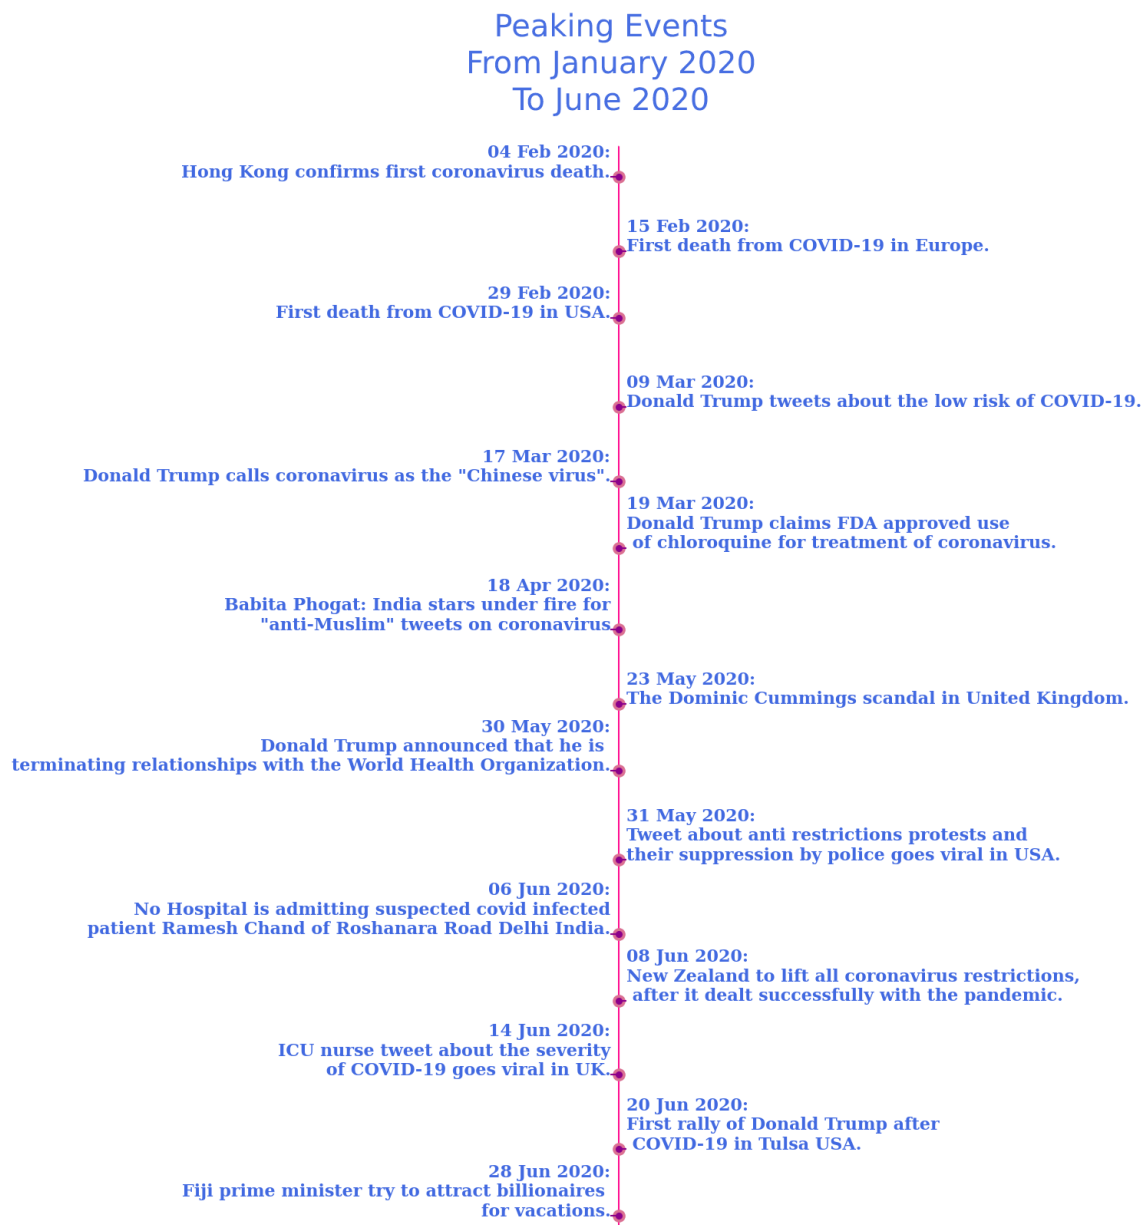 Peaking Events
From January 2020
To June 2020
04 Feb 2020:
Hong Kong confirms first coronavirus death.
15 Feb 2020:
First death from COVID-19 in Europe.
29 Feb 2020:
First death from COVID-19 in USA.
09 Mar 2020:
Donald Trump tweets about the low risk of COVID-19.
17 Mar 2020:
Donald Trump calls coronavirus as the "Chinese virus".
19 Mar 2020:
Donald Trump claims FDA approved use
of chloroquine for treatment of coronavirus.
18 Apr 2020:
Babita Phogat: India stars under fire for
"anti-Muslim" tweets on coronavirus
23 May 2020:
The Dominic Cummings scandal in United Kingdom.
30 May 2020:
Donald Trump announced that he is
terminating relationships with the World Health Organization.
31 May 2020:
Tweet about anti restrictions protests and
their suppression by police goes viral in USA.
06 Jun 2020:
No Hospital is admitting suspected covid infected
patient Ramesh Chand of Roshanara Road Delhi India.
08 Jun 2020:
New Zealand to lift all coronavirus restrictions,
after it dealt successfully with the pandemic.
14 Jun 2020:
ICU nurse tweet about the severity
of COVID-19 goes viral in UK.
20 Jun 2020:
First rally of Donald Trump after
COVID-19 in Tulsa USA.
28 Jun 2020:
Fiji prime minister try to attract billionaires
for vacations.